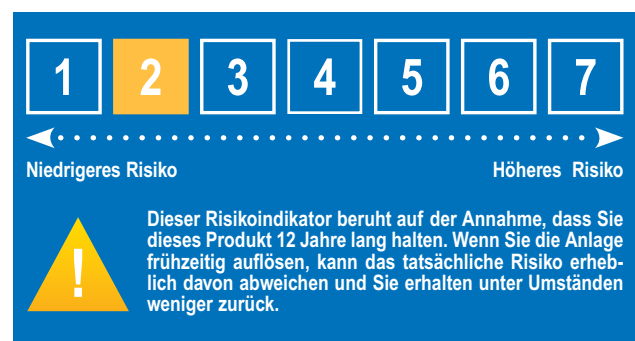 1 2 3 4 5 6 7
Niedrigeres Risiko Höheres Risiko
Dieser Risikoindikator beruht auf der Annahme, dass Sie
dieses Produkt 12 Jahre lang halten. Wenn Sie die Anlage
frühzeitig auflösen, kann das tatsächliche Risiko erheb-
lich davon abweichen und Sie erhalten unter Umständen
weniger zurück.
!